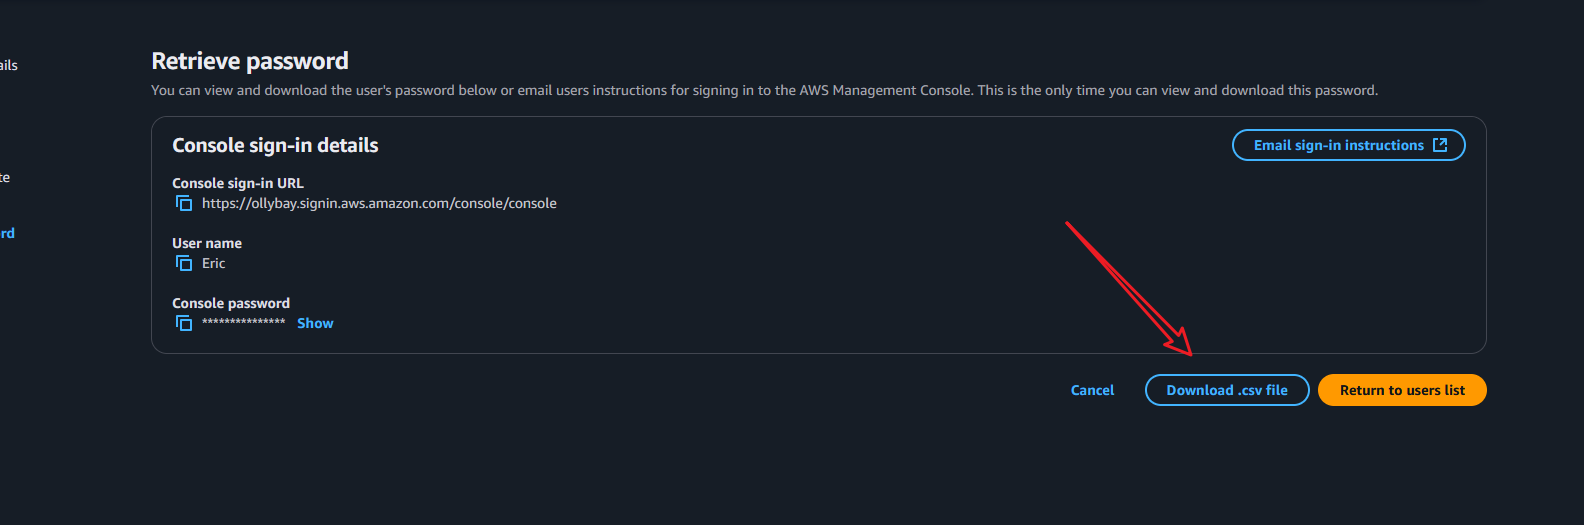 Retrieve password
ails
You can view and download the user's password below or email users instructions for signing in to the AWS Management Console. This is the only time you can view and download this password.
Console sign-in details
Email sign-in instructions
Console sign-in URL
te
https://ollybay.signin.aws.amazon.com/console/console
rd
User name
Eric
Console password
*************** Show
Cancel
Download .csv file
Return to users list